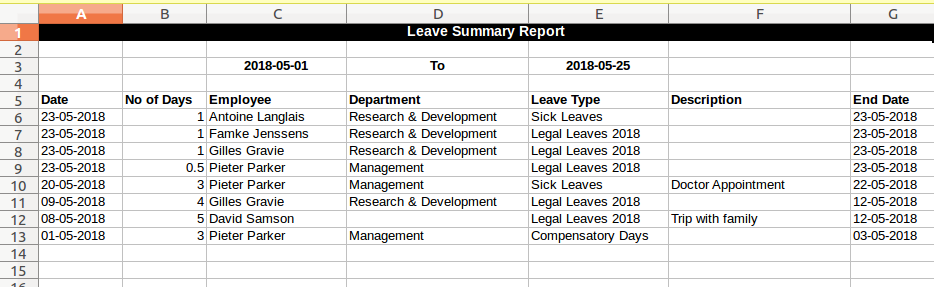 A B C D E F G
1 Leave Summary Report
2
3 2018-05-01 To 2018-05-25
4
5 Date No of Days Employee Department Leave Type Description End Date
6 23-05-2018 1 Antoine Langlais Research & Development Sick Leaves 23-05-2018
7 23-05-2018 1 Famke Jenssens Research & Development Legal Leaves 2018 23-05-2018
8 23-05-2018 1 Gilles Gravie Research & Development Legal Leaves 2018 23-05-2018
9 23-05-2018 0.5 Pieter Parker Management Legal Leaves 2018 23-05-2018
10 20-05-2018 3 Pieter Parker Management Sick Leaves Doctor Appointment 22-05-2018
11 09-05-2018 4 Gilles Gravie Research & Development Legal Leaves 2018 12-05-2018
12 08-05-2018 5 David Samson Legal Leaves 2018 Trip with family 12-05-2018
13 01-05-2018 3 Pieter Parker Management Compensatory Days 03-05-2018
14
15
16